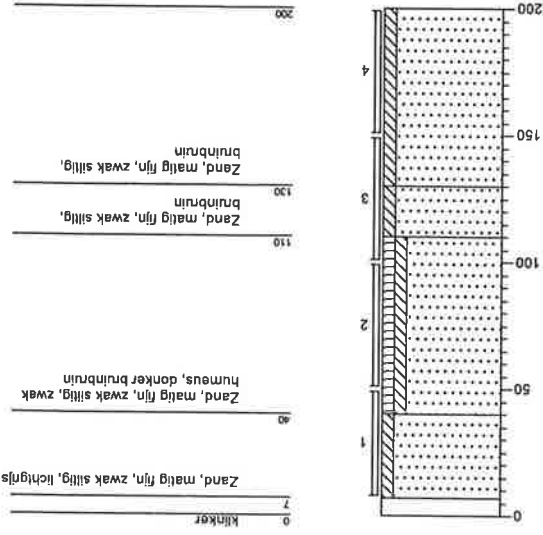 0
50
100
150
200
1
2
3
4
0 klinker
7
Zand, matig fijn, zwak siltig, lichtgrijs
40
Zand, matig fijn, zwak siltig, zwak
humeus, donker bruinbruin
110
Zand, matig fijn, zwak siltig,
bruinbruin
130
Zand, matig fijn, zwak siltig,
bruinbruin
200